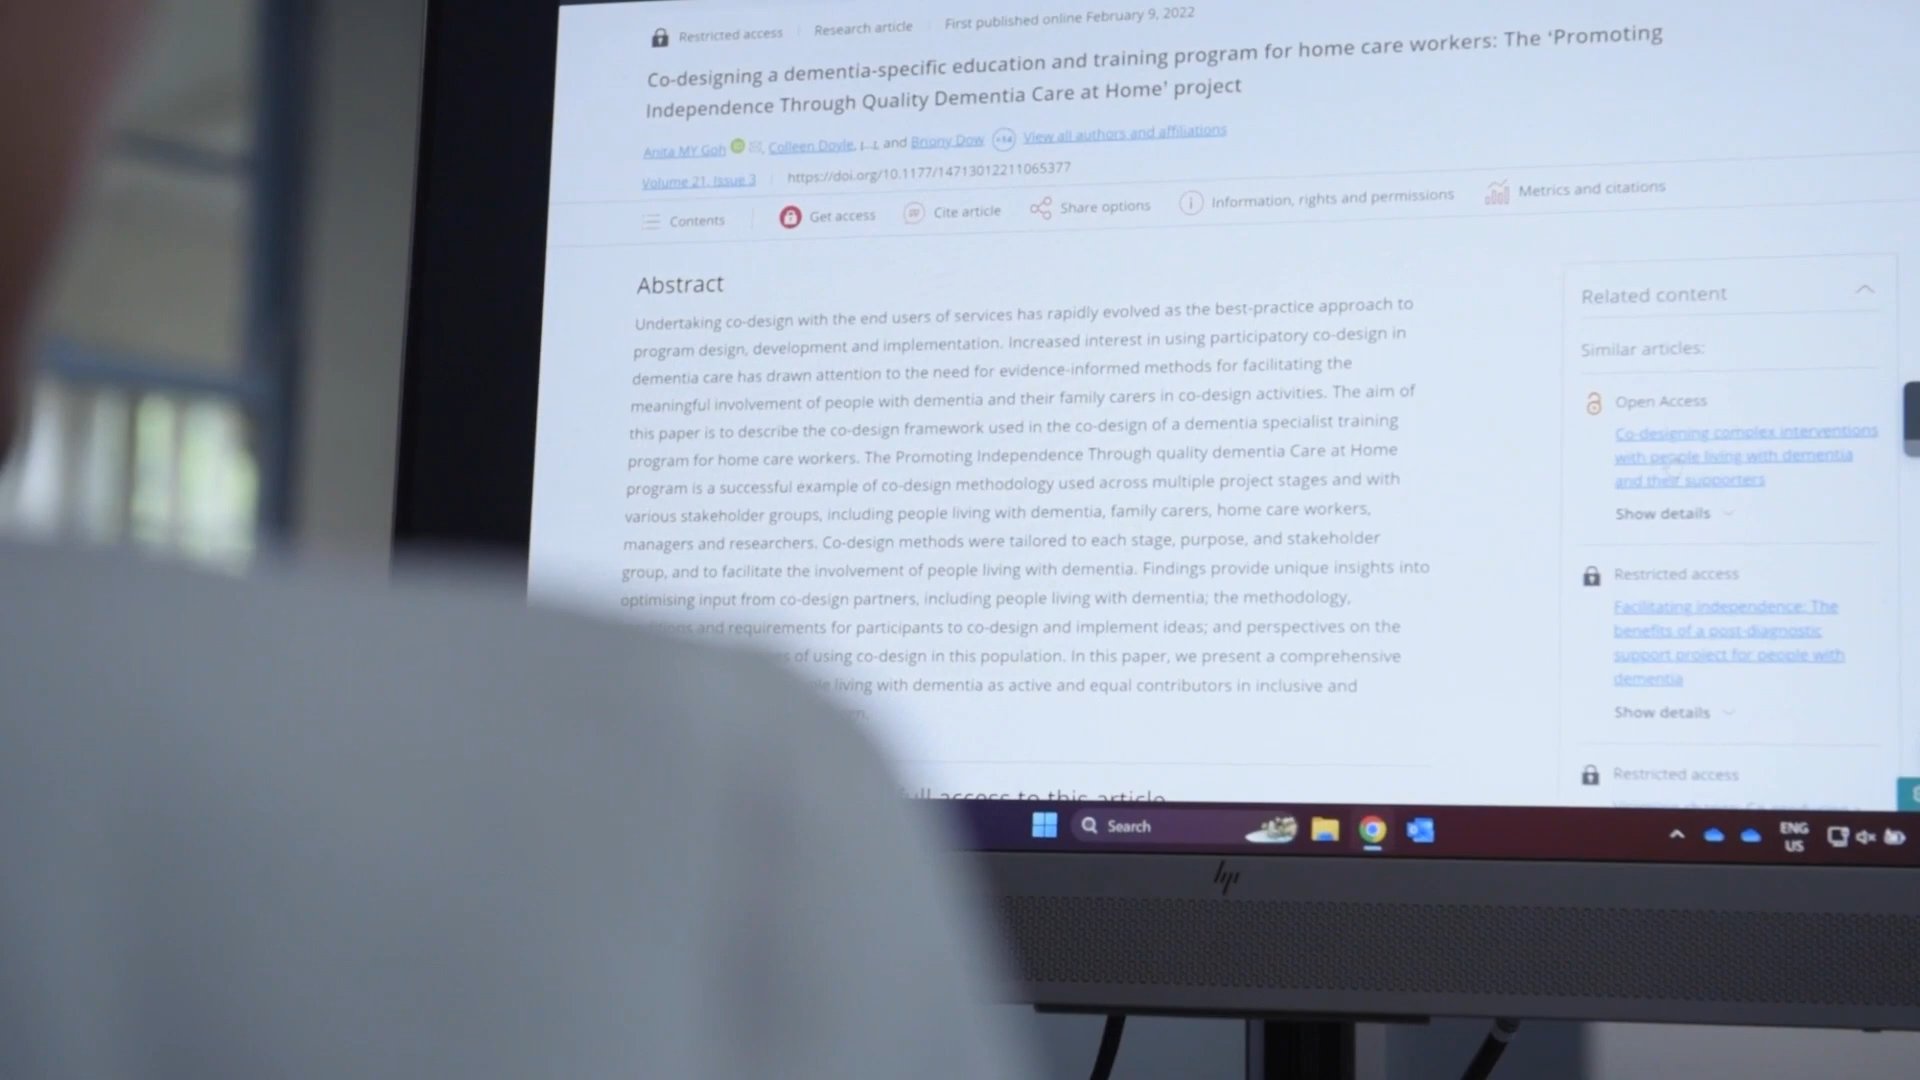 Restricted access
Research article
First published online February 9, 2022
Co-designing a dementia-specific education and training program for home care workers: The ‘Promoting
Independence Through Quality Dementia Care at Home’ project
Anita MY Goh, Colleen Doyle, [...], and Briony Dow +14 View all authors and affiliations
Volume 21, Issue 3
https://doi.org/10.1177/14713012211065377
Contents
Get access
Cite article
Share options
Information, rights and permissions
Metrics and citations
Abstract
Undertaking co-design with the end users of services has rapidly evolved as the best-practice approach to
program design, development and implementation. Increased interest in using participatory co-design in
dementia care has drawn attention to the need for evidence-informed methods for facilitating the
meaningful involvement of people with dementia and their family carers in co-design activities. The aim of
this paper is to describe the co-design framework used in the co-design of a dementia specialist training
program for home care workers. The Promoting Independence Through quality dementia Care at Home
program is a successful example of co-design methodology used across multiple project stages and with
various stakeholder groups, including people living with dementia, family carers, home care workers,
managers and researchers. Co-design methods were tailored to each stage, purpose, and stakeholder
group, and to facilitate the involvement of people living with dementia. Findings provide unique insights into
optimising input from co-design partners, including people living with dementia; the methodology,
and requirements for participants to co-design and implement ideas; and perspectives on the
of using co-design in this population. In this paper, we present a comprehensive
living with dementia as active and equal contributors in inclusive and
access to this article
Related content
Similar articles:
Open Access
Co-designing complex interventions
with people living with dementia
and their supporters
Show details
Restricted access
Facilitating independence: The
benefits of a post-diagnostic
support project for people with
dementia
Show details
Restricted access
Search
ENG
US
hp